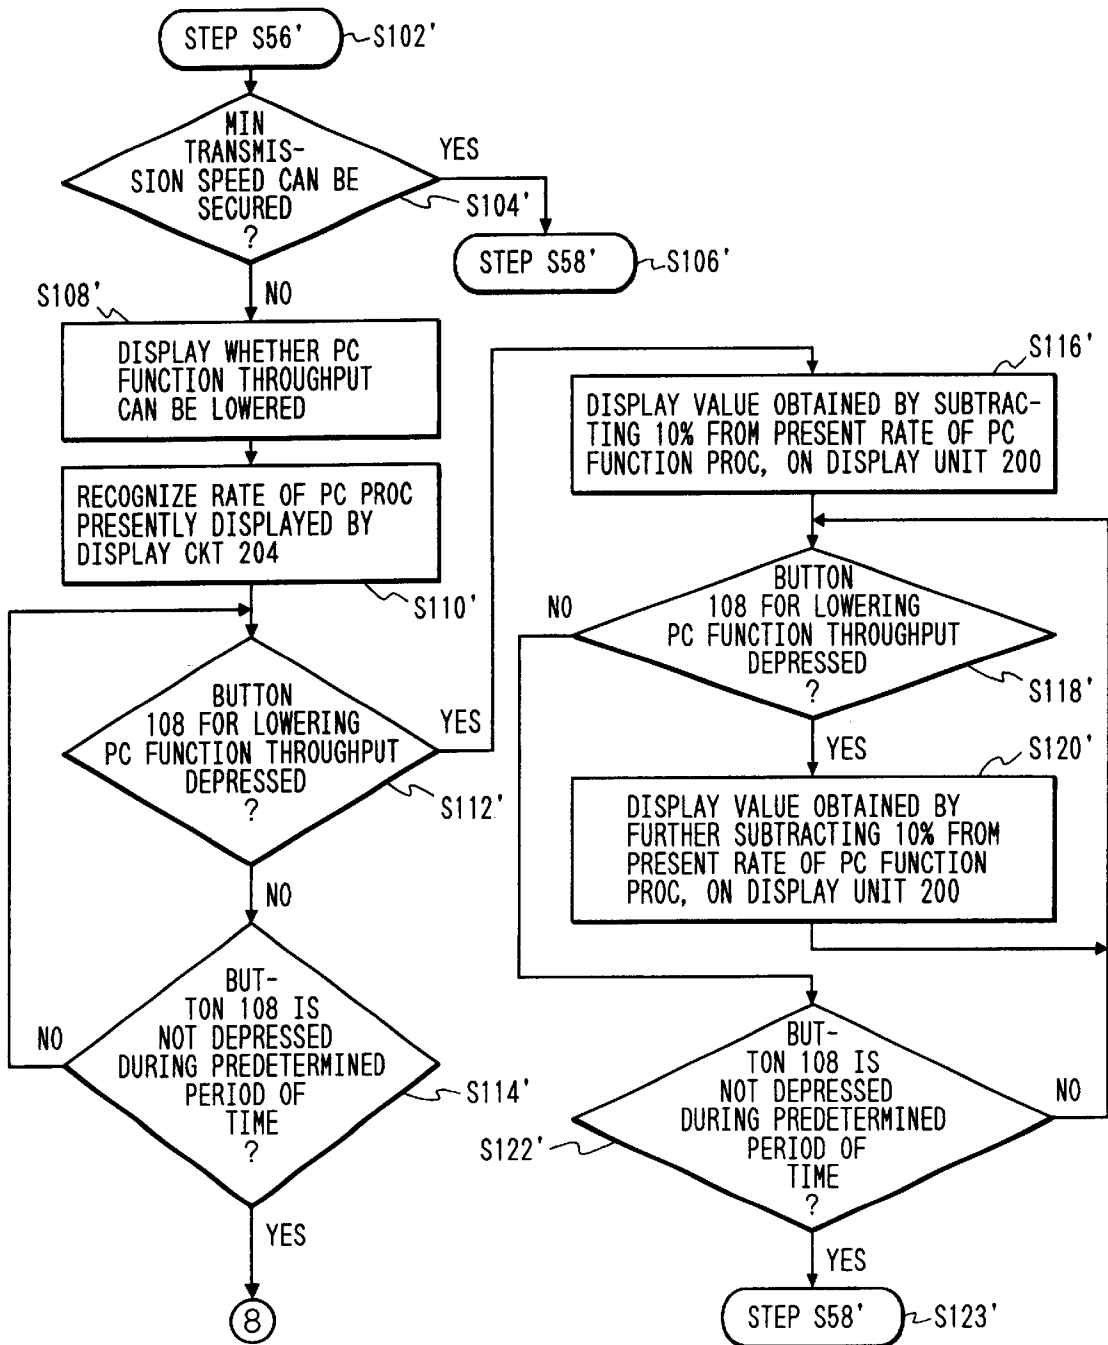 STEP S56'
S102'
MIN
TRANSMIS-
SION SPEED CAN BE
SECURED
?
YES
S104'
STEP S58'
S106'
NO
S108'
DISPLAY WHETHER PC
FUNCTION THROUGHPUT
CAN BE LOWERED
RECOGNIZE RATE OF PC PROC
PRESENTLY DISPLAYED BY
DISPLAY CKT 204
S110'
BUTTON
108 FOR LOWERING
PC FUNCTION THROUGHPUT
DEPRESSED
?
YES
S112'
NO
BUT-
TON 108 IS
NOT DEPRESSED
DURING PREDETERMINED
PERIOD OF
TIME
?
NO
S114'
YES
8
S116'
DISPLAY VALUE OBTAINED BY SUBTRAC-
TING 10% FROM PRESENT RATE OF PC
FUNCTION PROC, ON DISPLAY UNIT 200
BUTTON
108 FOR LOWERING
PC FUNCTION THROUGHPUT
DEPRESSED
?
NO
S118'
YES
S120'
DISPLAY VALUE OBTAINED BY
FURTHER SUBTRACTING 10% FROM
PRESENT RATE OF PC FUNCTION
PROC, ON DISPLAY UNIT 200
BUT-
TON 108 IS
NOT DEPRESSED
DURING PREDETERMINED
PERIOD OF
TIME
?
NO
S122'
YES
STEP S58'
S123'